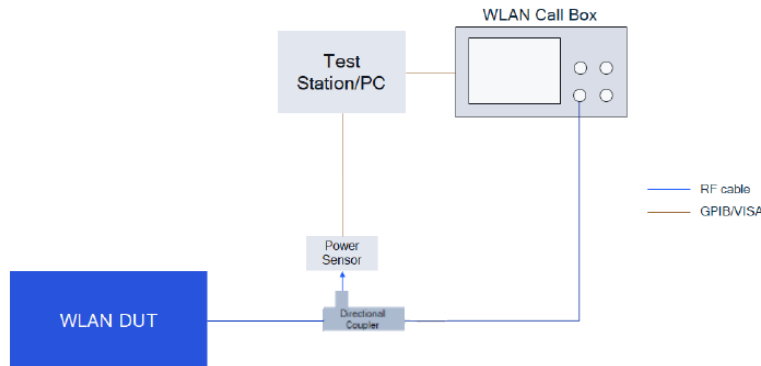 WLAN Call Box
Test
Station/PC
RF cable
GPIB/VISA
Power
Sensor
WLAN DUT
Directional
Coupler